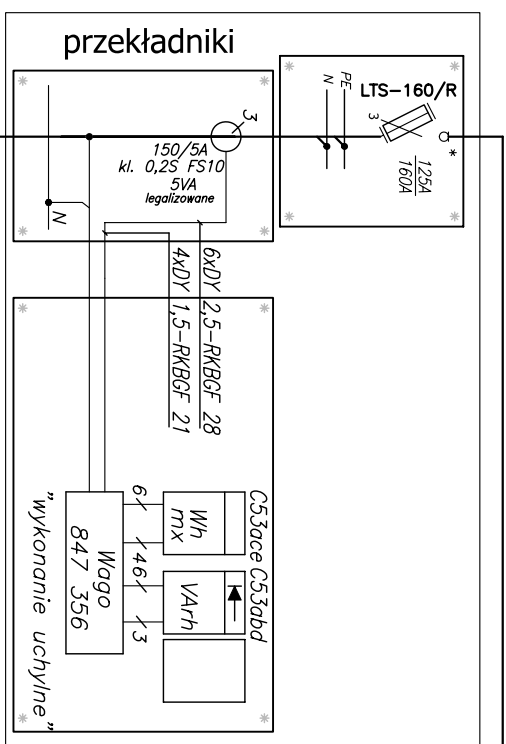 przekładniki
3
150/5A
kl. 0,2S FS10
5VA
legalizowane
N
N
PE
LTS-160/R
3
*
125A
160A
6xDY 2,5-RKBGF 28
4xDY 1,5-RKBGF 21
C53ace C53abd
Wh
mx
VArh
6
4
6
3
Wago
847 356
"wykonanie uchylne"